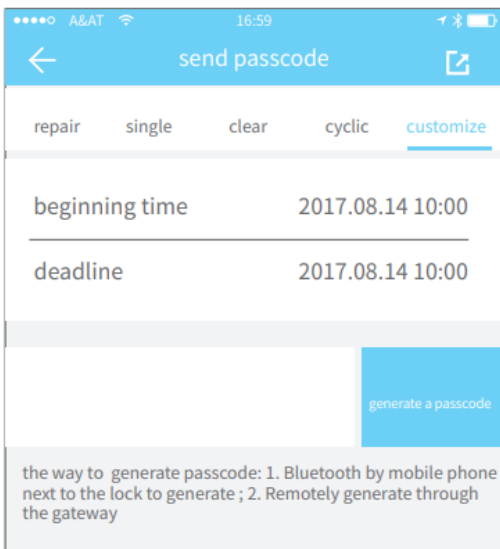 A&AT 16:59
send passcode
repair single clear cyclic customize
beginning time 2017.08.14 10:00
deadline 2017.08.14 10:00
generate a passcode
the way to generate passcode: 1. Bluetooth by mobile phone
next to the lock to generate ; 2. Remotely generate through
the gateway